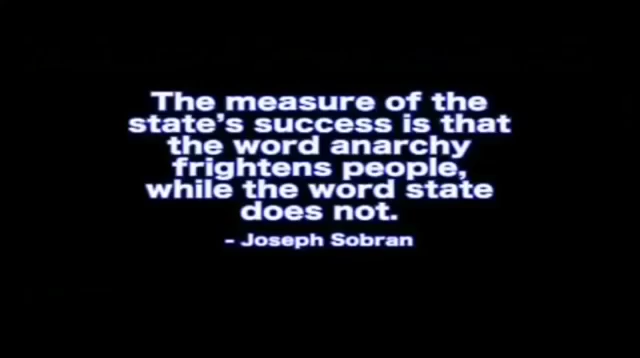 The measure of the
state's success is that
the word anarchy
frightens people,
while the word state
does not.
- Joseph Sobran